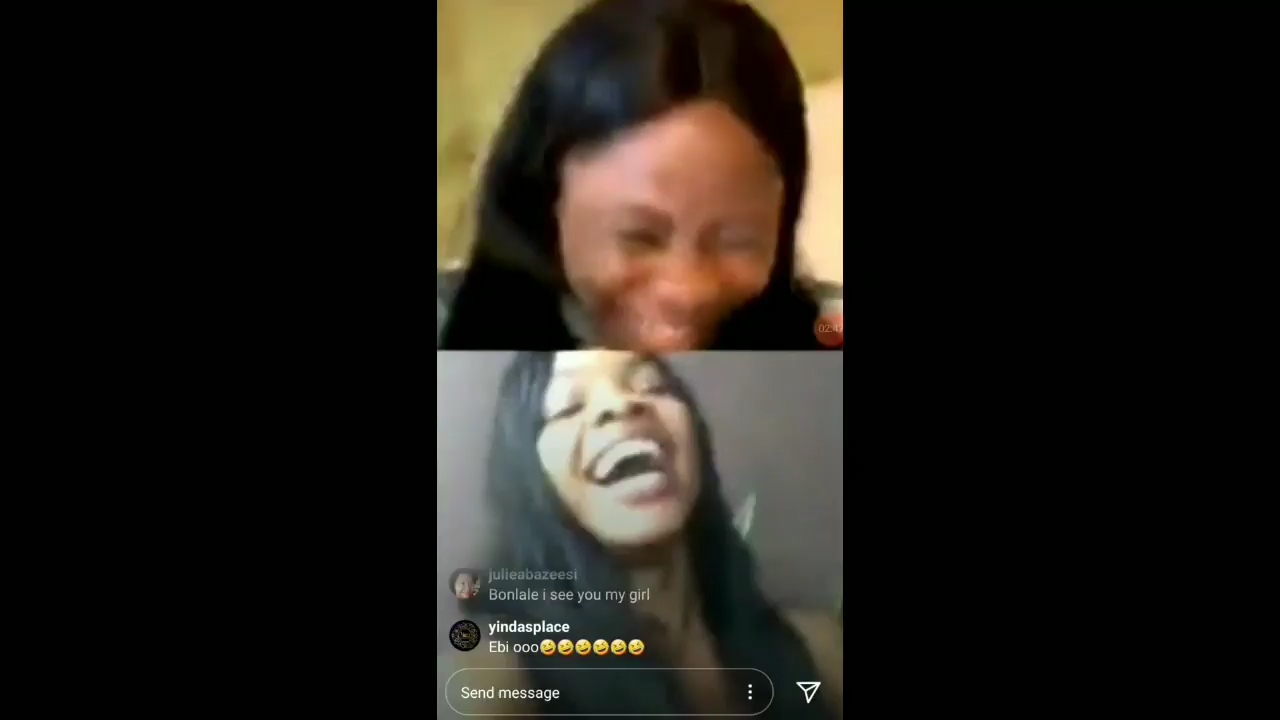 julieabazeesi
Bonlale i see you my girl
yindasplace
Ebi ooo🤣🤣🤣🤣🤣🤣
Send message